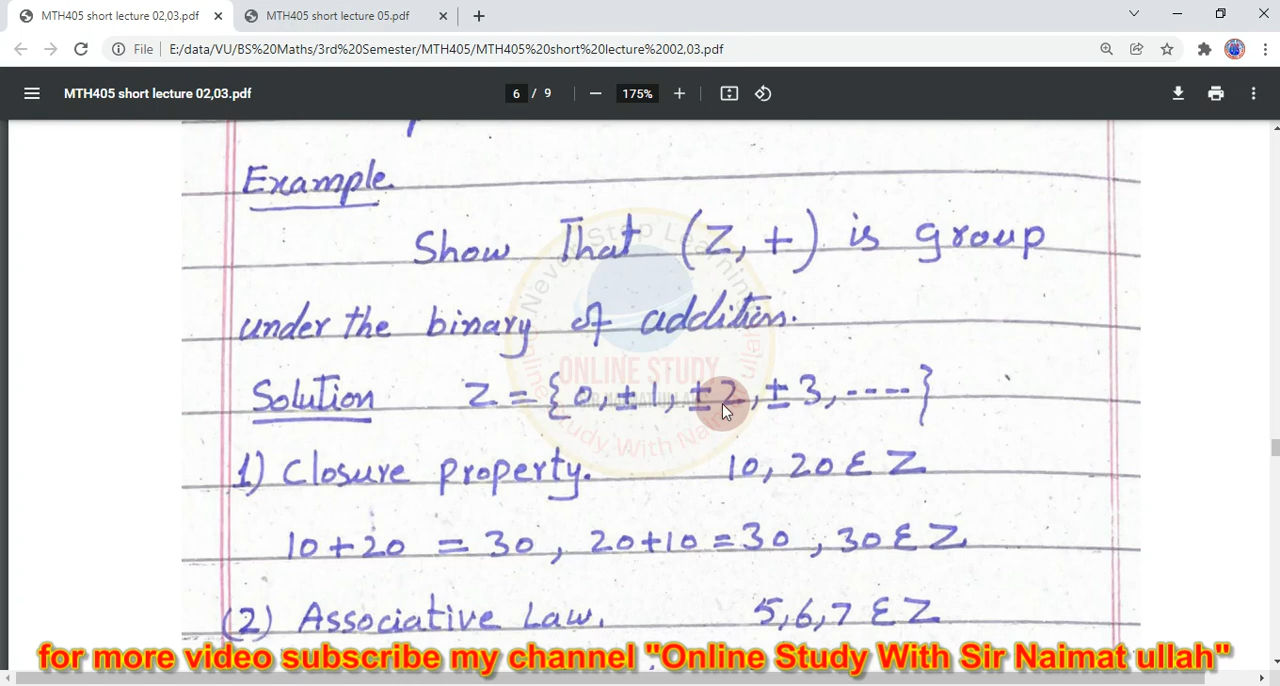 MTH405 short lecture 02,03.pdf
MTH405 short lecture 05.pdf
File
E:/data/VU/BS%20Maths/3rd%20Semester/MTH405/MTH405%20short%20lecture%2002,03.pdf
MTH405 short lecture 02,03.pdf
6 / 9
175%
Example.
Show That (Z, +) is group
under the binary of addition.
Solution Z = {0, ±1, ±2, ±3, ----}
1) Closure property. 10, 20 Ɛ Z
10+20 = 30, 20+10 = 30, 30 Ɛ Z
(2) Associative Law. 5,6,7 Ɛ Z
ONLINE STUDY
for more video subscribe my channel "Online Study With Sir Naimat ullah"